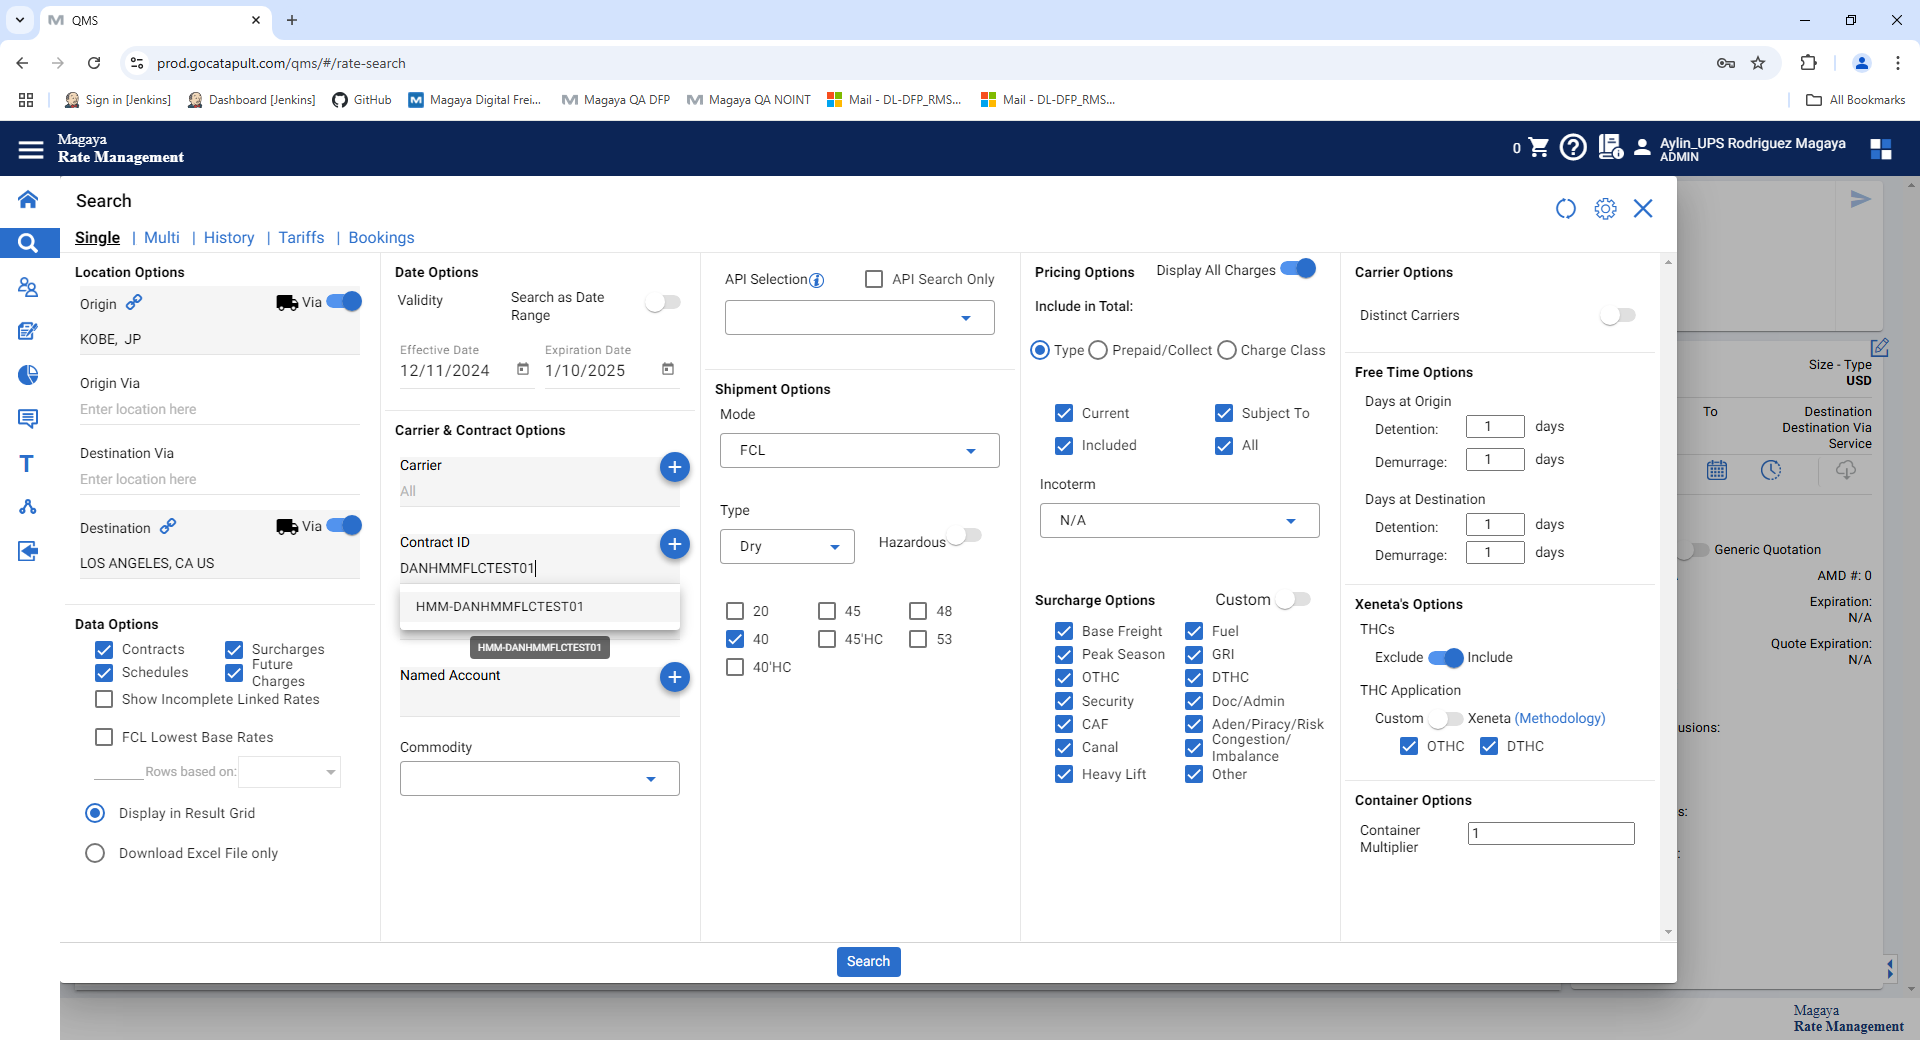 QMS
prod.gocatapult.com/qms/#/rate-search
Sign in [Jenkins]
Dashboard [Jenkins]
GitHub
Magaya Digital Frei...
Magaya QA DFP
Magaya QA NOINT
Mail - DL-DFP_RMS...
Mail - DL-DFP_RMS...
All Bookmarks
Magaya
Rate Management
0
Aylin_UPS Rodriguez Magaya
ADMIN
Search
Single | Multi | History | Tariffs | Bookings
Location Options
Origin
Via
KOBE, JP
Origin Via
Enter location here
Destination Via
Enter location here
Destination
Via
LOS ANGELES, CA US
Data Options
Contracts
Surcharges
Schedules
Future
Charges
Show Incomplete Linked Rates
FCL Lowest Base Rates
Rows based on:
Display in Result Grid
Download Excel File only
Date Options
Validity
Search as Date
Range
Effective Date
12/11/2024
Expiration Date
1/10/2025
Carrier & Contract Options
Carrier
All
Contract ID
DANHMMFLCTEST01
HMM-DANHMMFLCTEST01
HMM-DANHMMFLCTEST01
Named Account
Commodity
API Selection
API Search Only
Shipment Options
Mode
FCL
Type
Dry
Hazardous
20
45
48
40
45'HC
53
40'HC
Pricing Options
Display All Charges
Include in Total:
Type
Prepaid/Collect
Charge Class
Current
Subject To
Included
All
Incoterm
N/A
Surcharge Options
Custom
Base Freight
Fuel
Peak Season
GRI
OTHC
DTHC
Security
Doc/Admin
CAF
Aden/Piracy/Risk
Canal
Congestion/
Imbalance
Heavy Lift
Other
Carrier Options
Distinct Carriers
Free Time Options
Days at Origin
Detention: 1 days
Demurrage: 1 days
Days at Destination
Detention: 1 days
Demurrage: 1 days
Xeneta's Options
THCs
Exclude
Include
THC Application
Custom
Xeneta (Methodology)
OTHC
DTHC
Container Options
Container
Multiplier
1
Search
Size - Type
USD
To
Destination
Destination Via
Service
Generic Quotation
AMD #: 0
Expiration:
N/A
Quote Expiration:
N/A
usions:
s:
:
Magaya
Rate Management